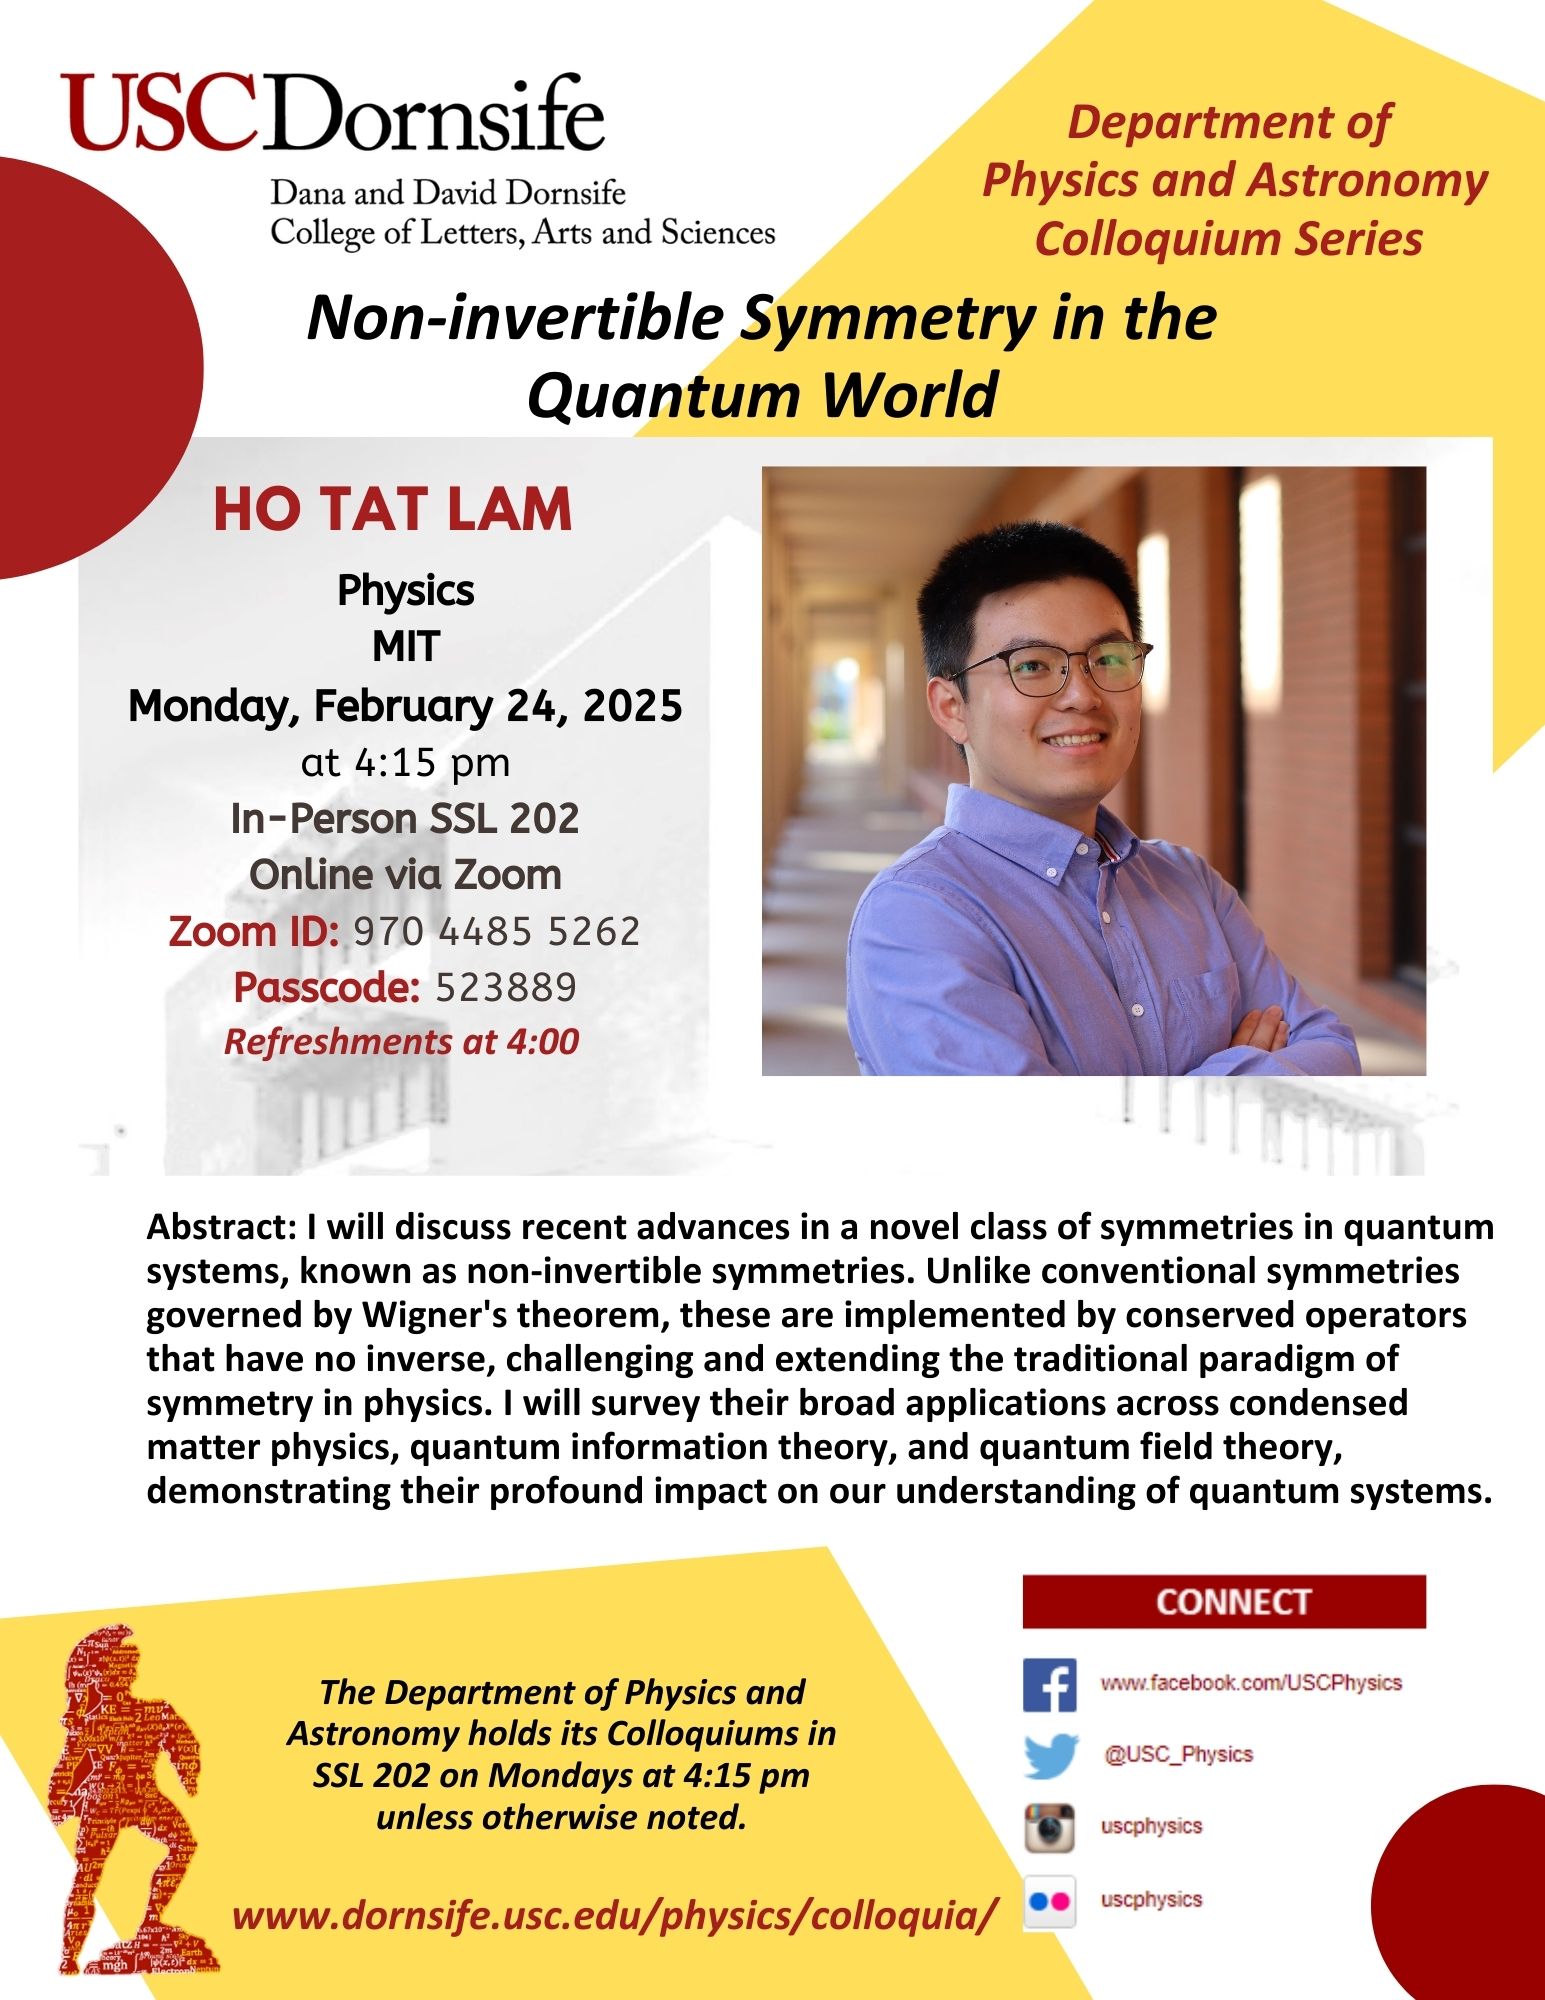 USCDornsife
Dana and David Dornsife
College of Letters, Arts and Sciences
Department of
Physics and Astronomy
Colloquium Series
Non-invertible Symmetry in the
Quantum World
HO TAT LAM
Physics
MIT
Monday, February 24, 2025
at 4:15 pm
In-Person SSL 202
Online via Zoom
Zoom ID: 970 4485 5262
Passcode: 523889
Refreshments at 4:00
Abstract: I will discuss recent advances in a novel class of symmetries in quantum
systems, known as non-invertible symmetries. Unlike conventional symmetries
governed by Wigner's theorem, these are implemented by conserved operators
that have no inverse, challenging and extending the traditional paradigm of
symmetry in physics. I will survey their broad applications across condensed
matter physics, quantum information theory, and quantum field theory,
demonstrating their profound impact on our understanding of quantum systems.
The Department of Physics and
Astronomy holds its Colloquiums in
SSL 202 on Mondays at 4:15 pm
unless otherwise noted.
www.dornsife.usc.edu/physics/colloquia/
CONNECT
www.facebook.com/USCPhysics
@USC_Physics
uscphysics
uscphysics